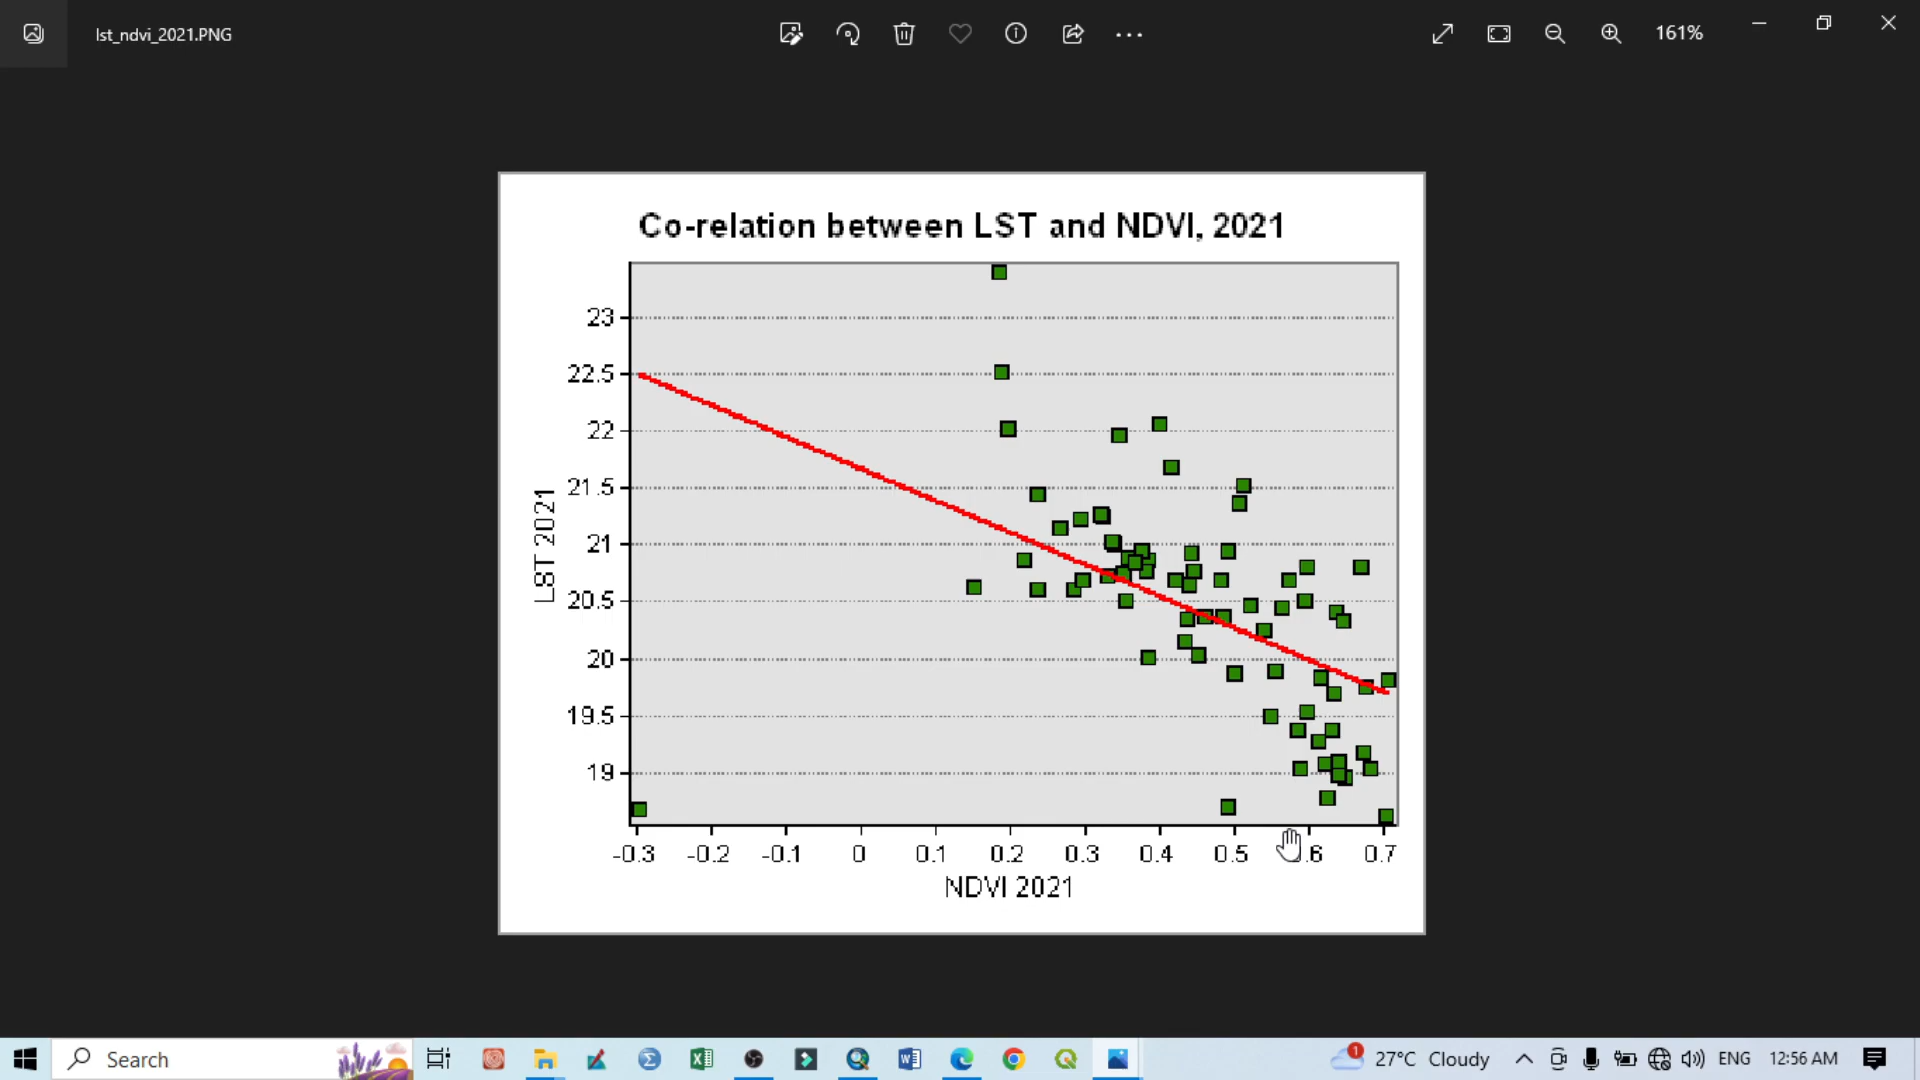 lst_ndvi_2021.PNG
161%
Co-relation between LST and NDVI, 2021
23
22.5
22
21.5
21
20.5
20
19.5
19
LST 2021
-0.3 -0.2 -0.1 0 0.1 0.2 0.3 0.4 0.5 .6 0.7
NDVI 2021
Search
1
27°C Cloudy
ENG
12:56 AM